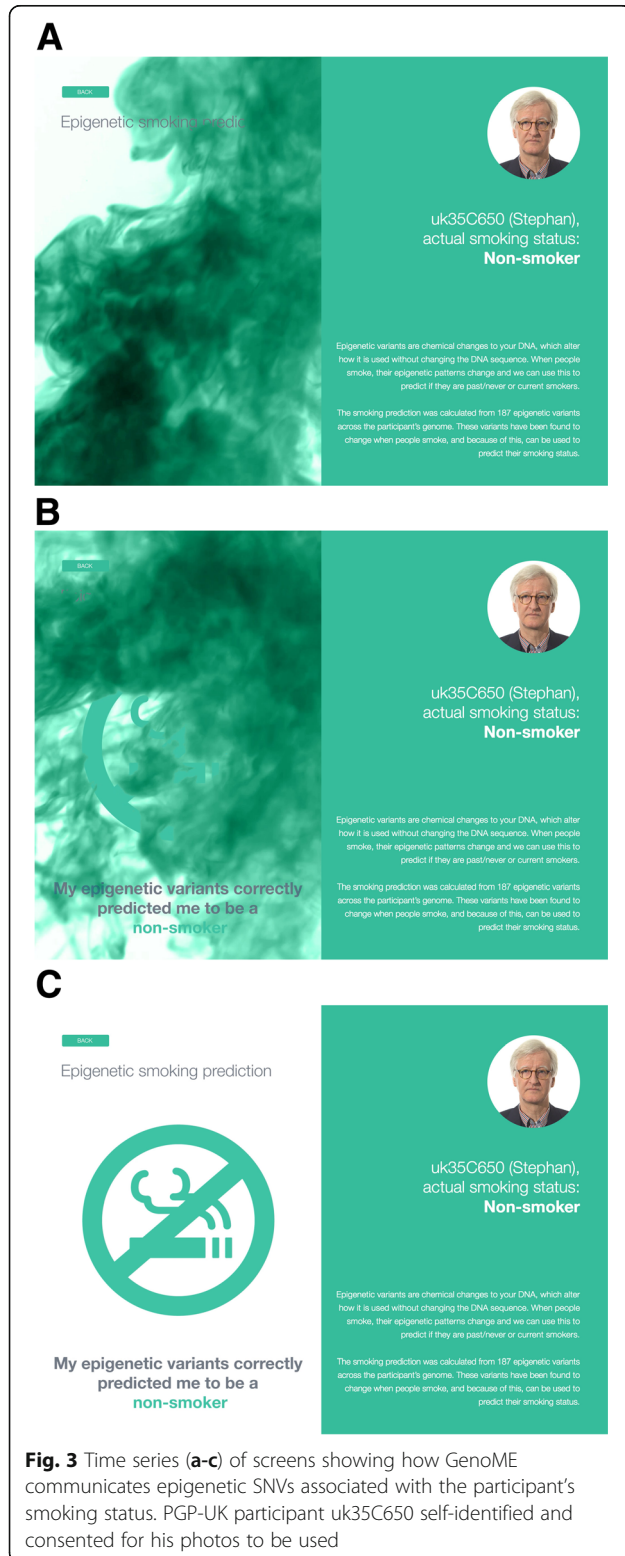 A
BACK
Epigenetic smoking predic
uk35C650 (Stephan),
actual smoking status:
Non-smoker
Epigenetic variants are chemical changes to your DNA, which alter
how it is used without changing the DNA sequence. When people
smoke, their epigenetic patterns change and we can use this to
predict if they are past/never or current smokers.
The smoking prediction was calculated from 187 epigenetic variants
across the participant's genome. These variants have been found to
change when people smoke, and because of this, can be used to
predict their smoking status.
B
BACK
My epigenetic variants correctly
predicted me to be a
non-smoker
uk35C650 (Stephan),
actual smoking status:
Non-smoker
Epigenetic variants are chemical changes to your DNA, which alter
how it is used without changing the DNA sequence. When people
smoke, their epigenetic patterns change and we can use this to
predict if they are past/never or current smokers.
The smoking prediction was calculated from 187 epigenetic variants
across the participant's genome. These variants have been found to
change when people smoke, and because of this, can be used to
predict their smoking status.
C
BACK
Epigenetic smoking prediction
My epigenetic variants correctly
predicted me to be a
non-smoker
uk35C650 (Stephan),
actual smoking status:
Non-smoker
Epigenetic variants are chemical changes to your DNA, which alter
how it is used without changing the DNA sequence. When people
smoke, their epigenetic patterns change and we can use this to
predict if they are past/never or current smokers.
The smoking prediction was calculated from 187 epigenetic variants
across the participant's genome. These variants have been found to
change when people smoke, and because of this, can be used to
predict their smoking status.
Fig. 3 Time series (a-c) of screens showing how GenoME
communicates epigenetic SNVs associated with the participant's
smoking status. PGP-UK participant uk35C650 self-identified and
consented for his photos to be used